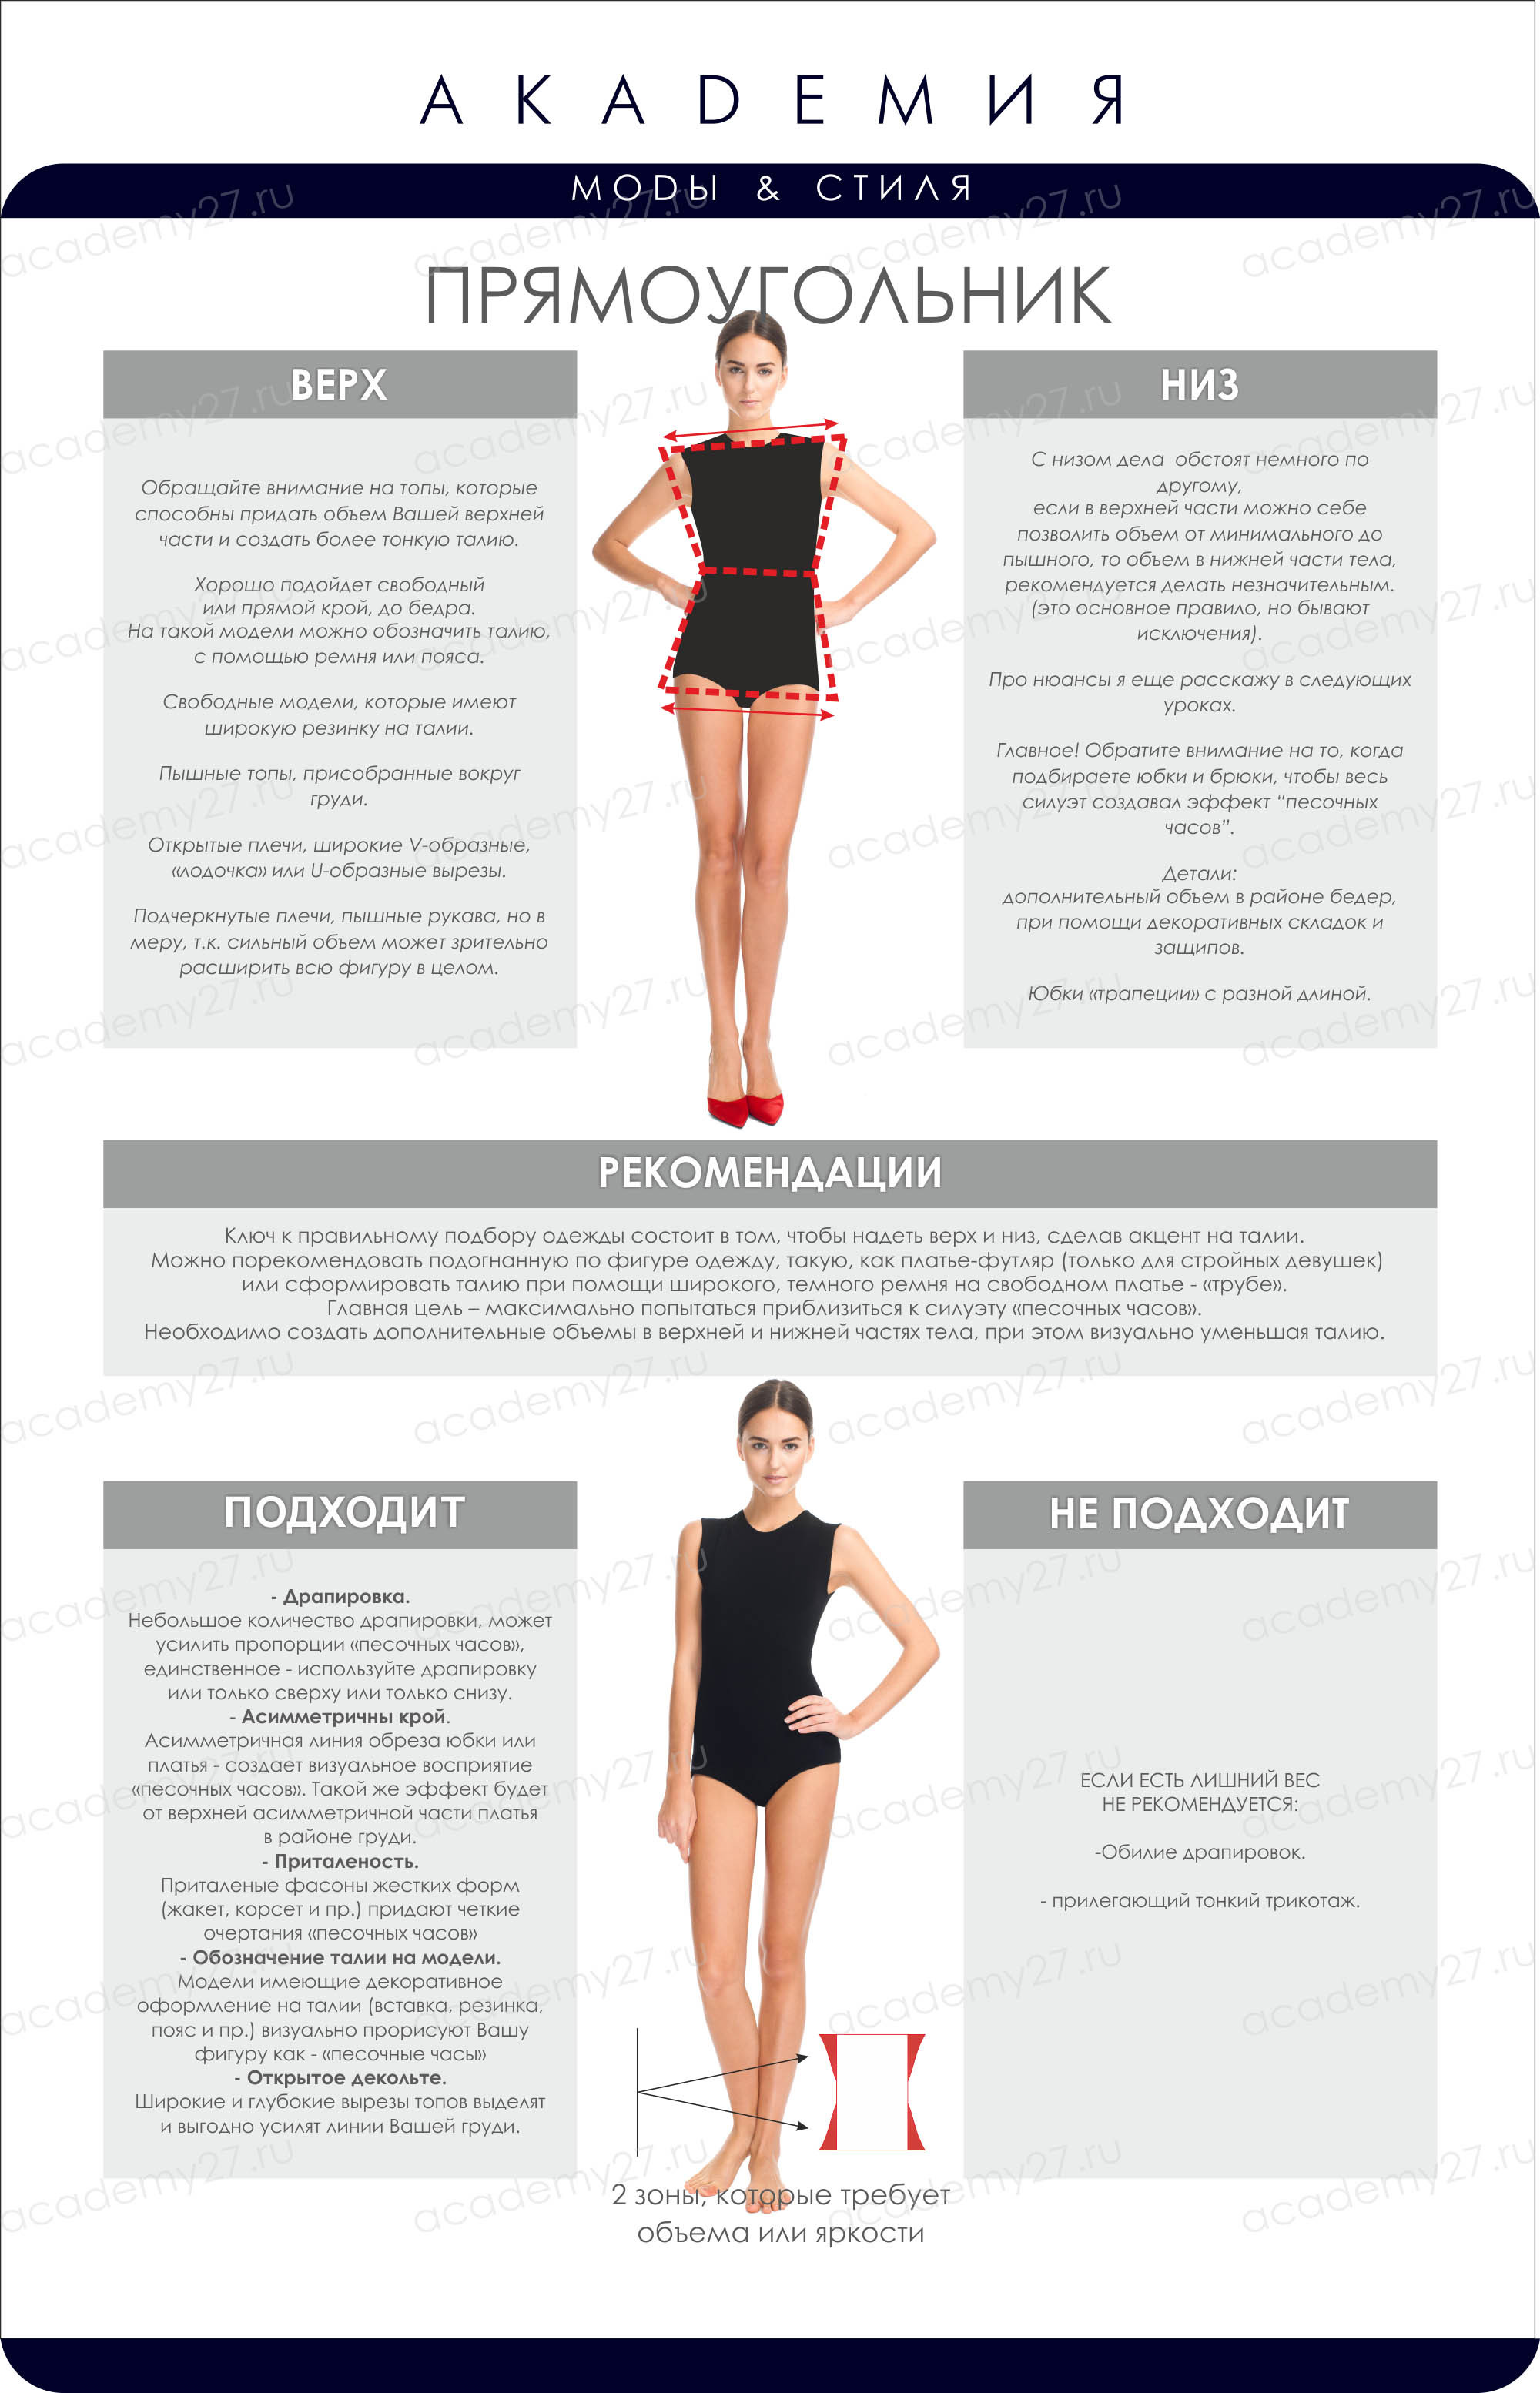 АКАДЕМИЯ
МОДЫ & СТИЛЯ
ПРЯМОУГОЛЬНИК
ВЕРХ
Обращайте внимание на топы, которые
способны придать объем Вашей верхней
части и создать более тонкую талию.
Хорошо подойдет свободный
или прямой крой, до бедра.
На такой модели можно обозначить талию,
с помощью ремня или пояса.
Свободные модели, которые имеют
широкую резинку на талии.
Пышные топы, присобранные вокруг
груди.
Открытые плечи, широкие V-образные,
«лодочка» или U-образные вырезы.
Подчеркнутые плечи, пышные рукава, но в
меру, т.к. сильный объем может зрительно
расширить всю фигуру в целом.
НИЗ
С низом дела обстоят немного по
другому,
если в верхней части можно себе
позволить объем от минимального до
пышного, то объем в нижней части тела,
рекомендуется делать незначительным.
(это основное правило, но бывают
исключения).
Про нюансы я еще расскажу в следующих
уроках.
Главное! Обратите внимание на то, когда
подбираете юбки и брюки, чтобы весь
силуэт создавал эффект “песочных
часов”.
Детали:
дополнительный объем в районе бедер,
при помощи декоративных складок и
защипов.
Юбки «трапеции» с разной длиной.
РЕКОМЕНДАЦИИ
Ключ к правильному подбору одежды состоит в том, чтобы надеть верх и низ, сделав акцент на талии.
Можно порекомендовать подогнанную по фигуре одежду, такую, как платье-футляр (только для стройных девушек)
или сформировать талию при помощи широкого, темного ремня на свободном платье - «трубе».
Главная цель – максимально попытаться приблизиться к силуэту «песочных часов».
Необходимо создать дополнительные объемы в верхней и нижней частях тела, при этом визуально уменьшая талию.
ПОДХОДИТ
- Драпировка.
Небольшое количество драпировки, может
усилить пропорции «песочных часов»,
единственное - используйте драпировку
или только сверху или только снизу.
- Асимметричны крой.
Асимметричная линия обреза юбки или
платья - создает визуальное восприятие
«песочных часов». Такой же эффект будет
от верхней асимметричной части платья
в районе груди.
- Приталеность.
Приталеные фасоны жестких форм
(жакет, корсет и пр.) придают четкие
очертания «песочных часов»
- Обозначение талии на модели.
Модели имеющие декоративное
оформление на талии (вставка, резинка,
пояс и пр.) визуально прорисуют Вашу
фигуру как - «песочные часы»
- Открытое декольте.
Широкие и глубокие вырезы топов выделят
и выгодно усилят линии Вашей груди.
НЕ ПОДХОДИТ
ЕСЛИ ЕСТЬ ЛИШНИЙ ВЕС
НЕ РЕКОМЕНДУЕТСЯ:
-Обилие драпировок.
- прилегающий тонкий трикотаж.
2 зоны, которые требует
объема или яркости
academy27.ru